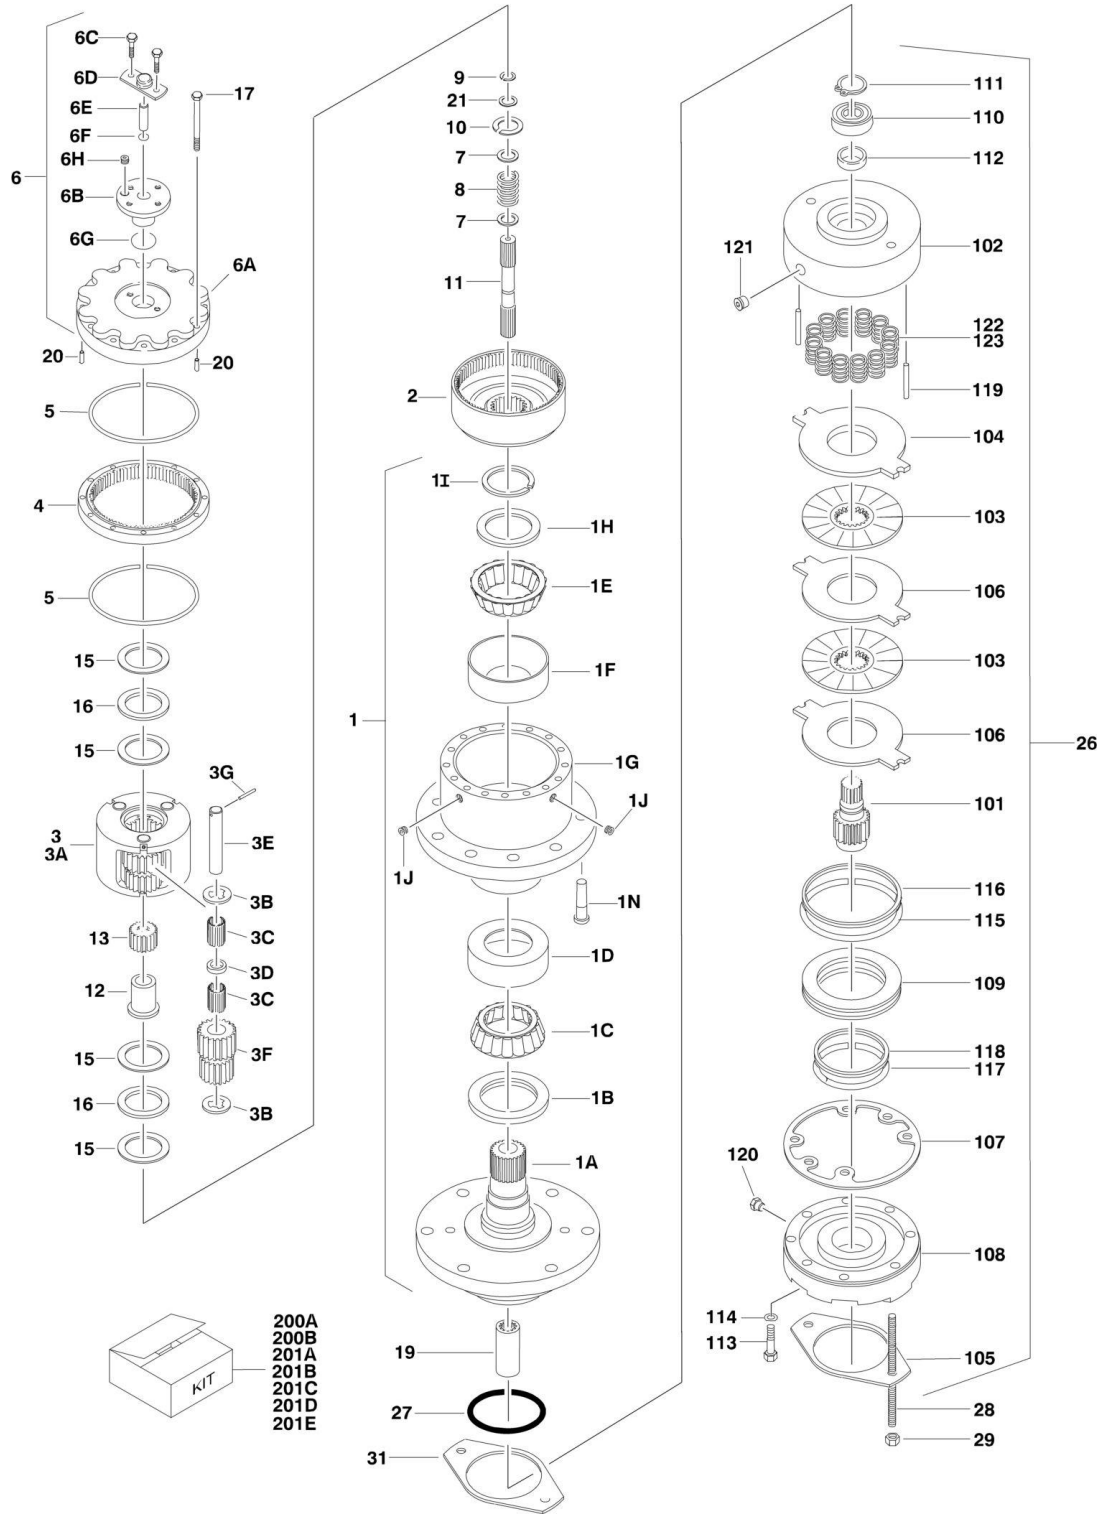 6C
6D
6E
17
6F
6H
6
6B
6G
6A
20
20
5
4
5
15
16
15
3G
3
3A
3E
3B
13
3C
3D
12
3C
15
3F
16
3B
15
KIT
200A
200B
201A
201B
201C
201D
201E
9
21
10
7
8
7
11
2
1I
1H
1E
1F
1
1G
1J
1J
1N
1D
1C
1B
1A
19
27
31
111
110
112
121
102
122
123
119
104
103
106
103
106
26
101
116
115
109
118
117
107
120
108
114
113
105
28
29